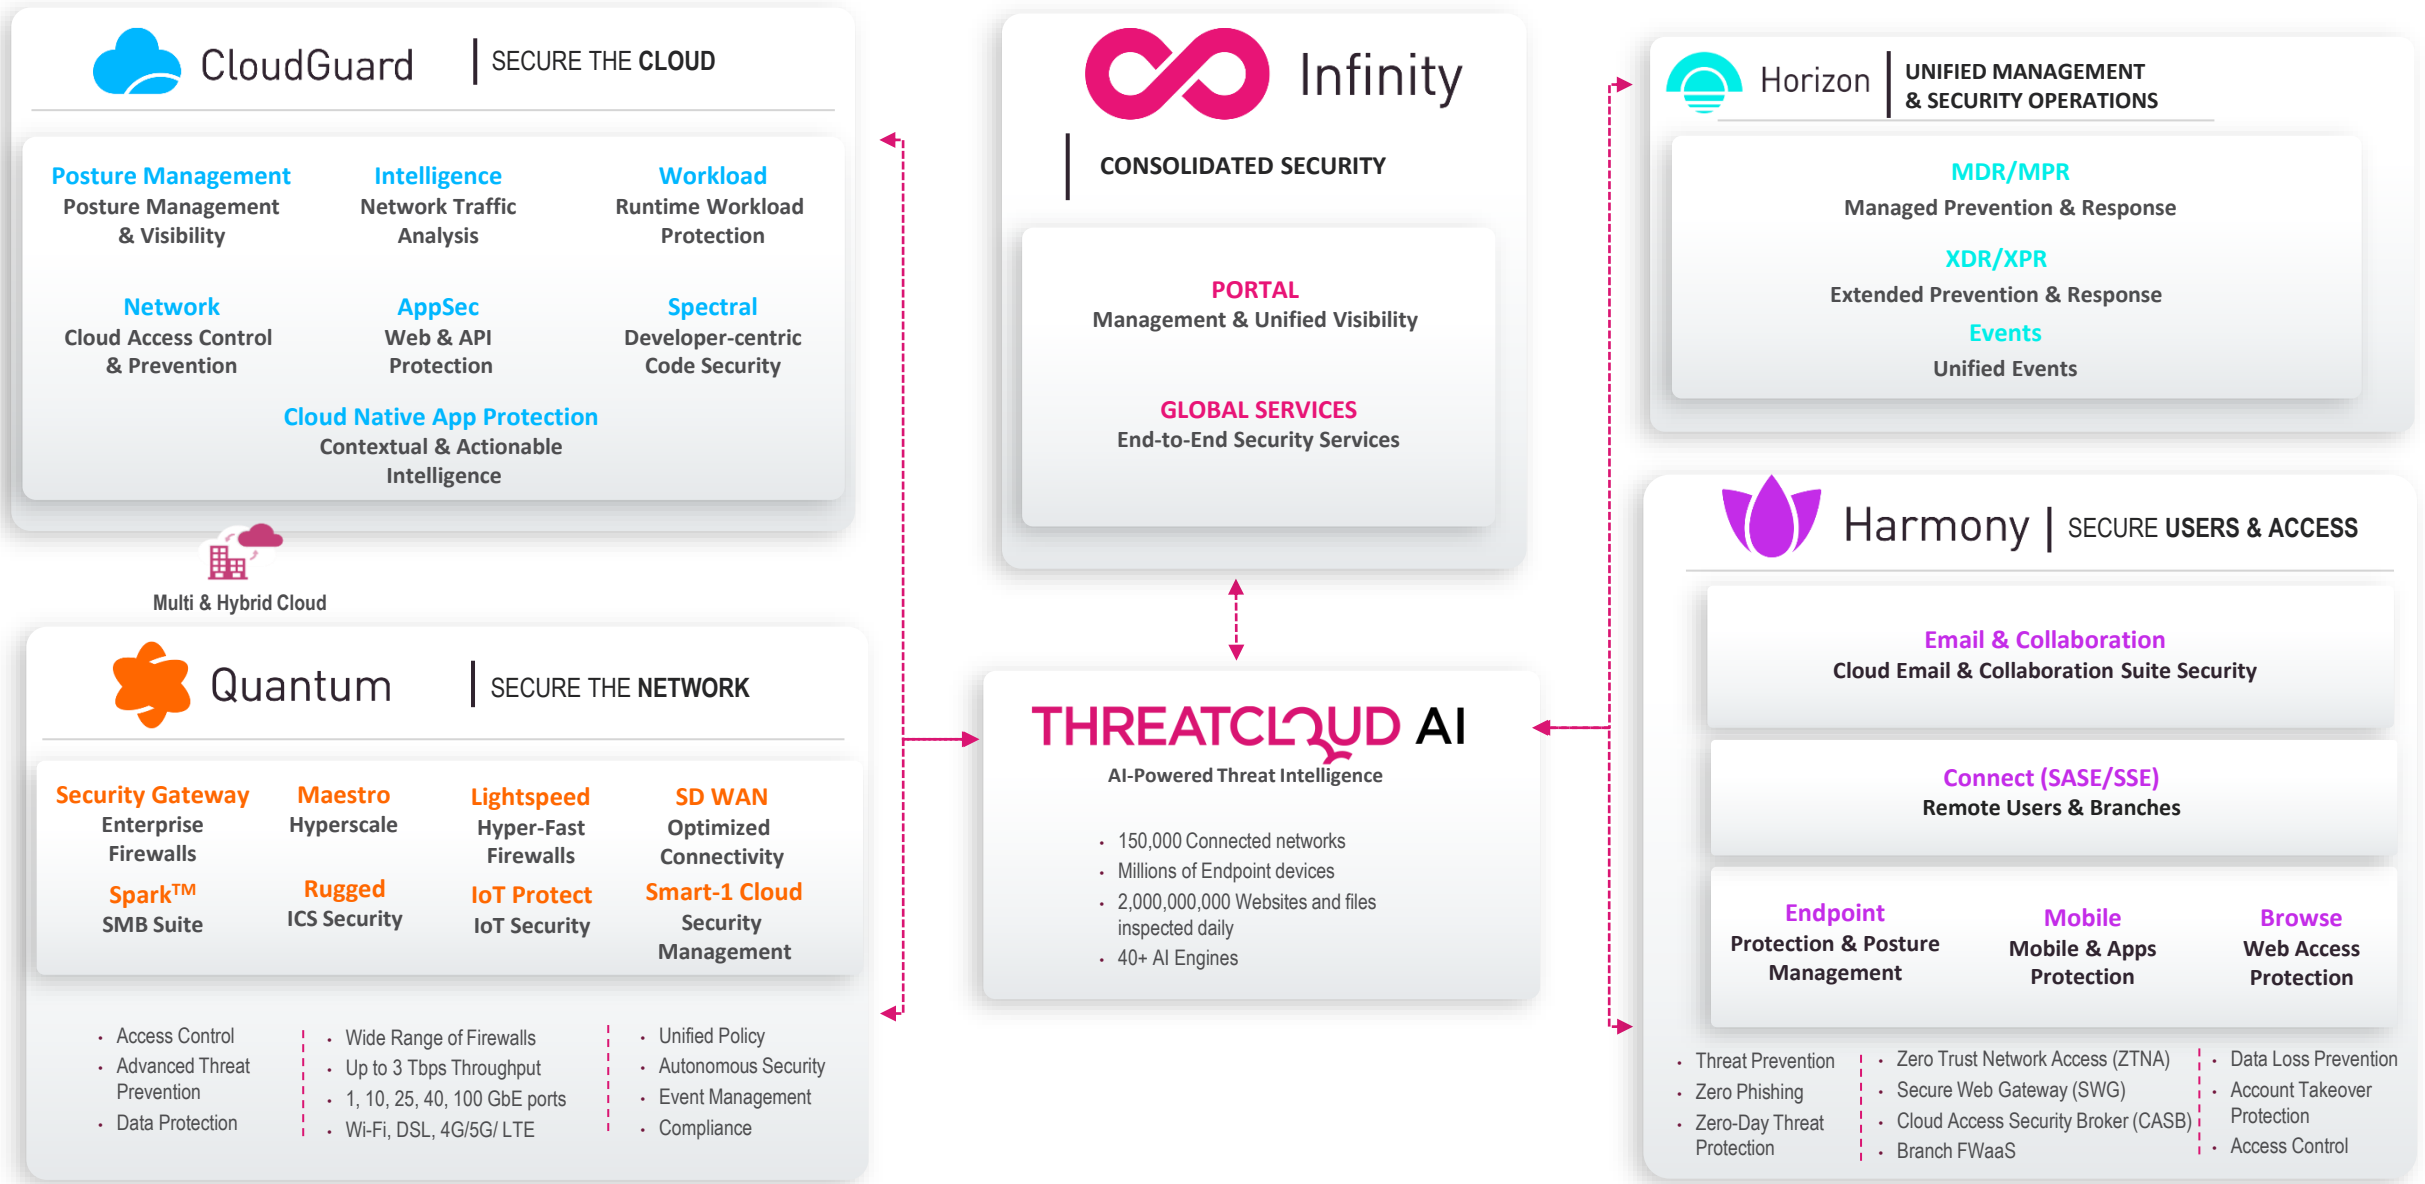 CloudGuard
SECURE THE CLOUD
Posture Management
Posture Management
& Visibility
Intelligence
Network Traffic
Analysis
Workload
Runtime Workload
Protection
Network
Cloud Access Control
& Prevention
AppSec
Web & API
Protection
Spectral
Developer-centric
Code Security
Cloud Native App Protection
Contextual & Actionable
Intelligence
Multi & Hybrid Cloud
Quantum
SECURE THE NETWORK
Security Gateway
Enterprise
Firewalls
Maestro
Hyperscale
Lightspeed
Hyper-Fast
Firewalls
SD WAN
Optimized
Connectivity
Spark™
SMB Suite
Rugged
ICS Security
IoT Protect
IoT Security
Smart-1 Cloud
Security
Management
• Access Control
• Advanced Threat
Prevention
• Data Protection
• Wide Range of Firewalls
• Up to 3 Tbps Throughput
• 1, 10, 25, 40, 100 GbE ports
• Wi-Fi, DSL, 4G/5G/ LTE
• Unified Policy
• Autonomous Security
• Event Management
• Compliance
Infinity
CONSOLIDATED SECURITY
PORTAL
Management & Unified Visibility
GLOBAL SERVICES
End-to-End Security Services
THREATCLOUD AI
AI-Powered Threat Intelligence
• 150,000 Connected networks
• Millions of Endpoint devices
• 2,000,000,000 Websites and files
inspected daily
• 40+ AI Engines
Horizon
UNIFIED MANAGEMENT
& SECURITY OPERATIONS
MDR/MPR
Managed Prevention & Response
XDR/XPR
Extended Prevention & Response
Events
Unified Events
Harmony
SECURE USERS & ACCESS
Email & Collaboration
Cloud Email & Collaboration Suite Security
Connect (SASE/SSE)
Remote Users & Branches
Endpoint
Protection & Posture
Management
Mobile
Mobile & Apps
Protection
Browse
Web Access
Protection
• Threat Prevention
• Zero Phishing
• Zero-Day Threat
Protection
• Zero Trust Network Access (ZTNA)
• Secure Web Gateway (SWG)
• Cloud Access Security Broker (CASB)
• Branch FWaaS
• Data Loss Prevention
• Account Takeover
Protection
• Access Control